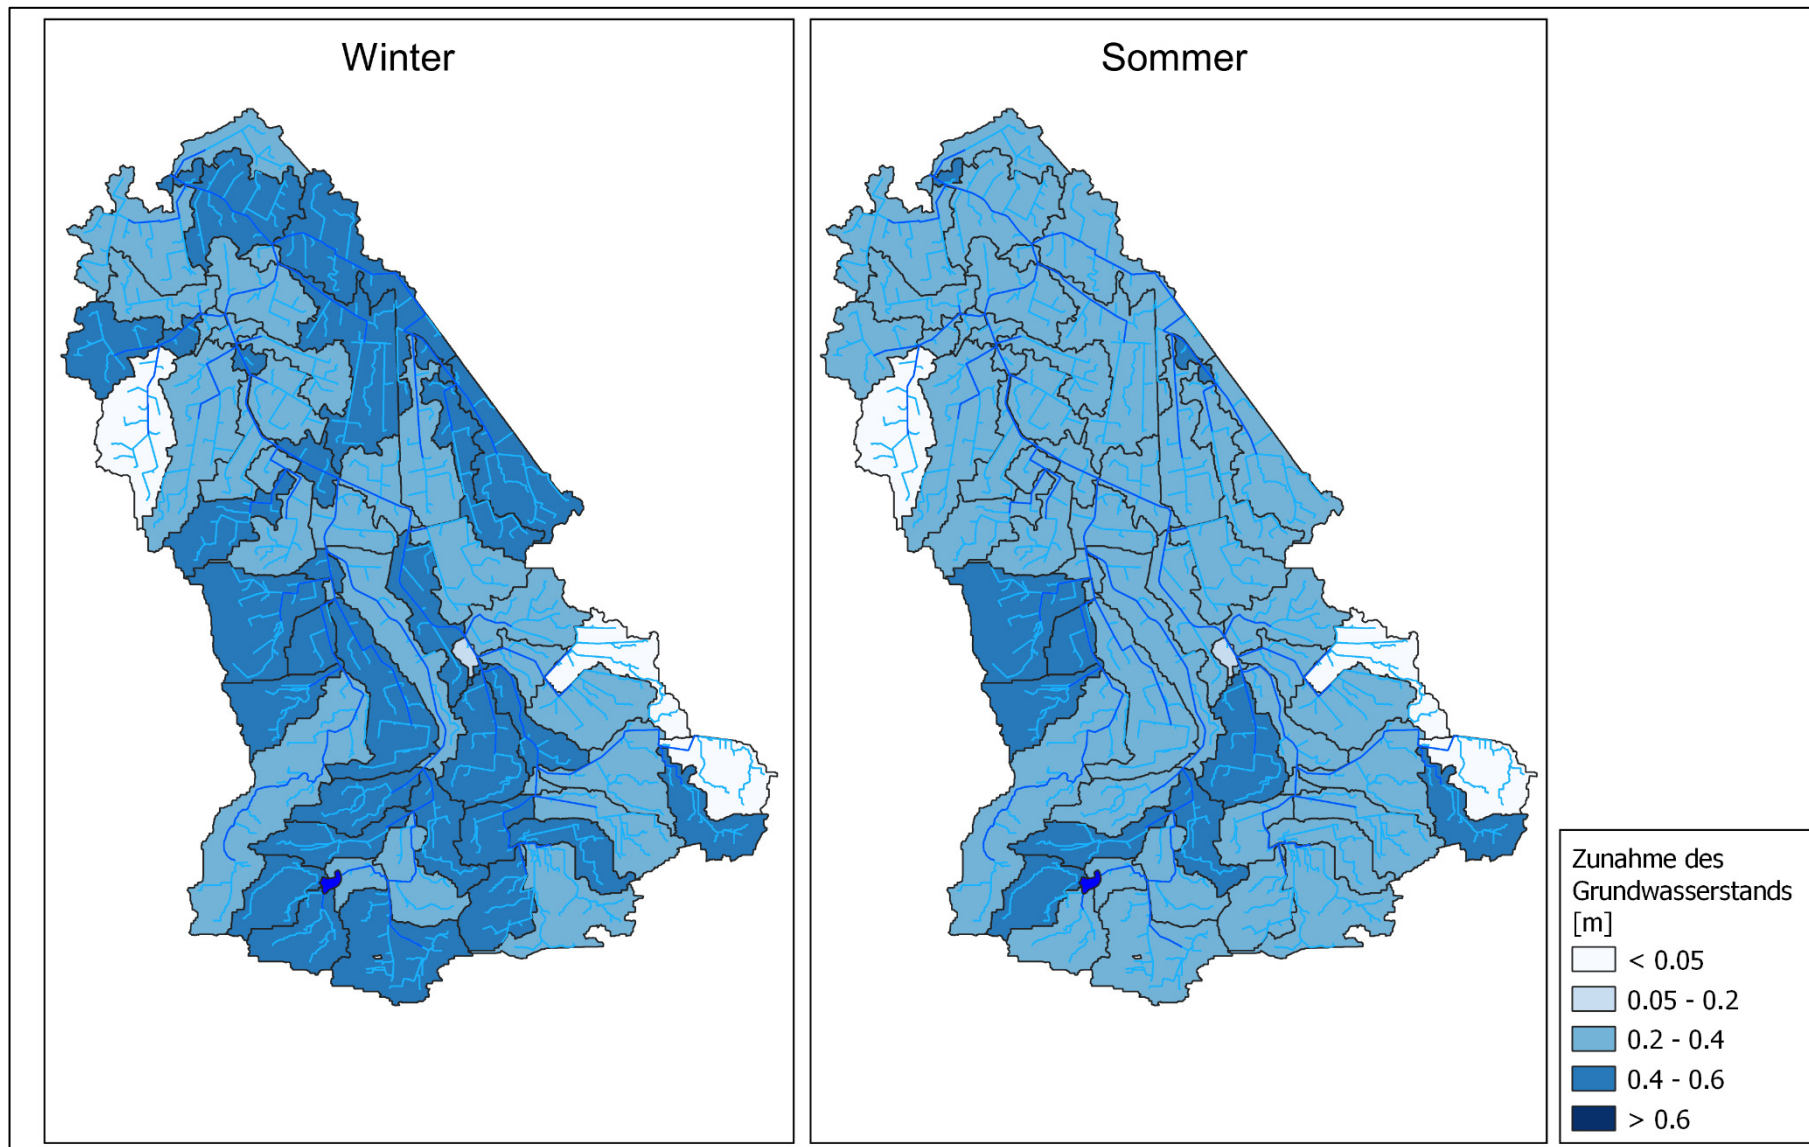 Winter
Sommer
Zunahme des
Grundwasserstands
[m]
< 0.05
0.05 - 0.2
0.2 - 0.4
0.4 - 0.6
> 0.6